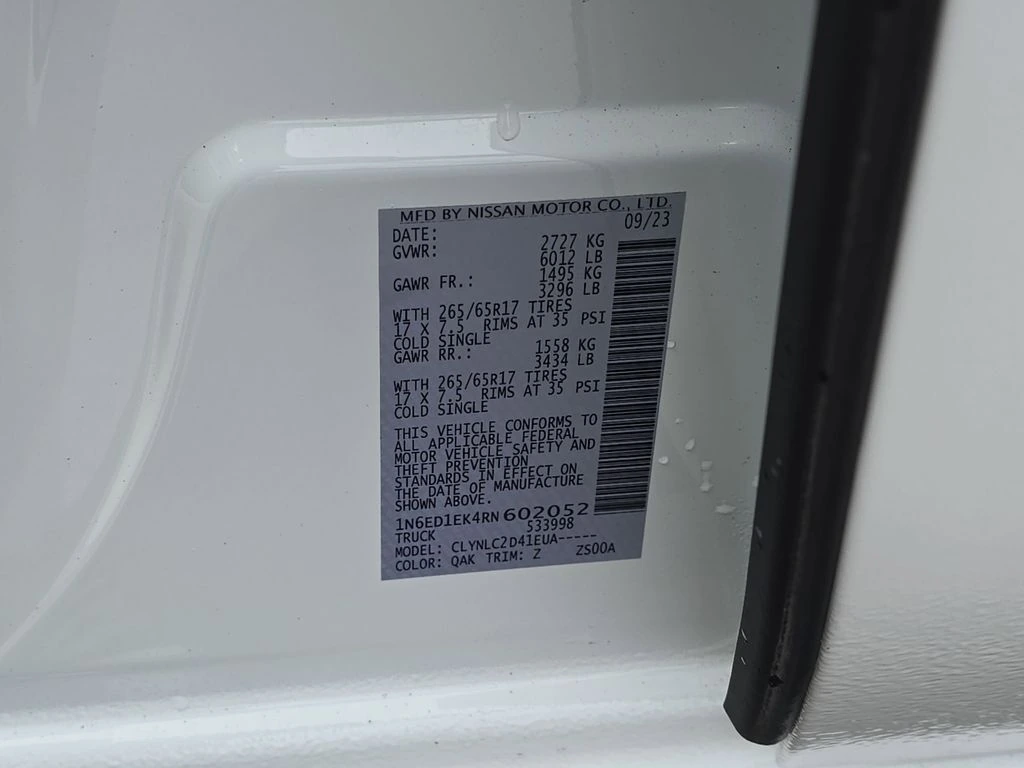 MFD BY NISSAN MOTOR CO., LTD.
DATE: 09/23
GVWR: 2727 KG
6012 LB
GAWR FR.: 1495 KG
3296 LB
WITH 265/65R17 TIRES
17 X 7.5 RIMS AT 35 PSI
COLD SINGLE
GAWR RR.: 1558 KG
3434 LB
WITH 265/65R17 TIRES
17 X 7.5 RIMS AT 35 PSI
COLD SINGLE
THIS VEHICLE CONFORMS TO
ALL APPLICABLE FEDERAL
MOTOR VEHICLE SAFETY AND
THEFT PREVENTION
STANDARDS IN EFFECT ON
THE DATE OF MANUFACTURE
SHOWN ABOVE.
1N6ED1EK4RN602052
TRUCK 533998
MODEL: CLYNLC2D41EUA-----
COLOR: QAK TRIM: Z ZS00A